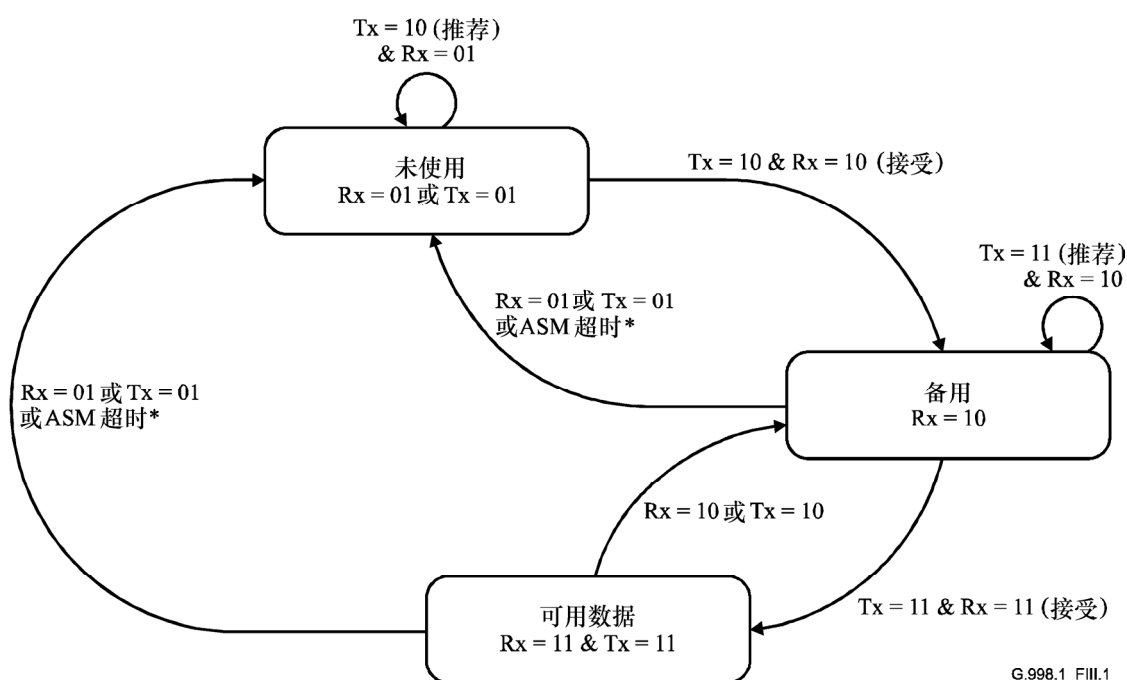 Tx = 10 (推荐)
& Rx = 01
未使用
Rx = 01 或 Tx = 01
Tx = 10 & Rx = 10 (接受)
Tx = 11 (推荐)
& Rx = 10
Rx = 01 或 Tx = 01
或ASM 超时*
Rx = 01 或 Tx = 01
或ASM 超时*
备用
Rx = 10
Rx = 10 或 Tx = 10
可用数据
Rx = 11 & Tx = 11
Tx = 11 & Rx = 11 (接受)
G.998.1_FIII.1